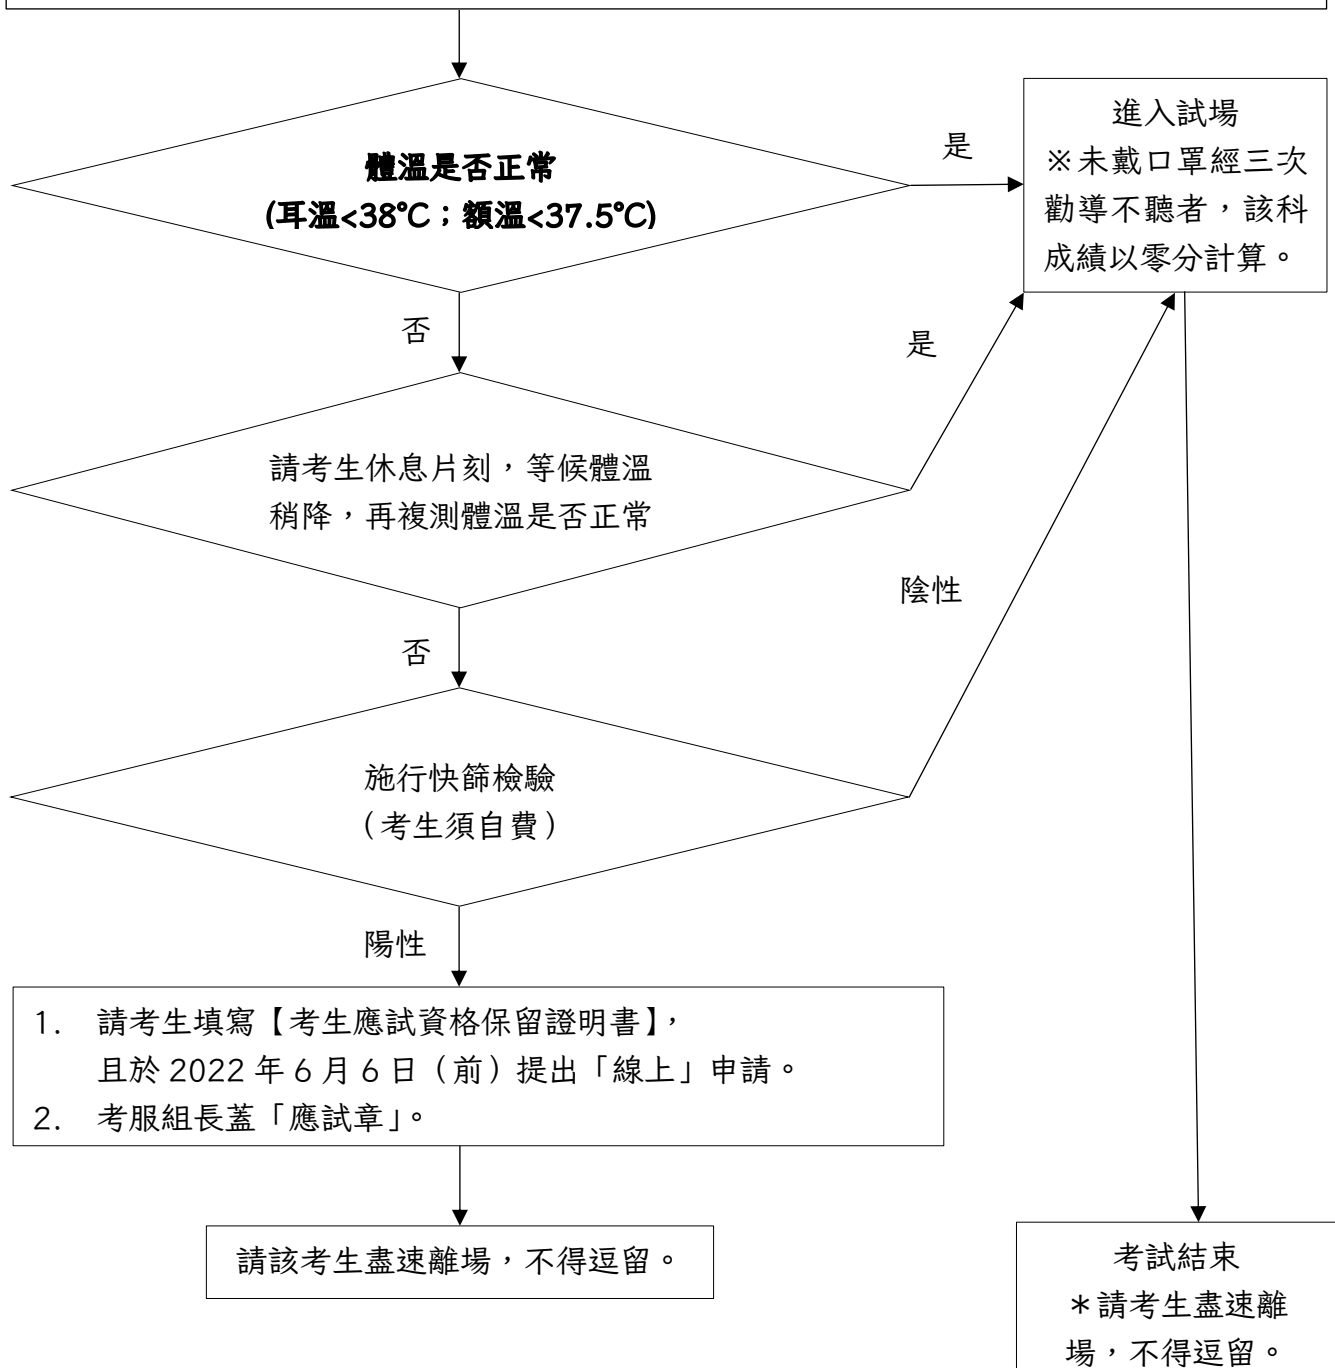 體溫是否正常
(耳溫<38°C；額溫<37.5°C)
是
進入試場
※未戴口罩經三次
勸導不聽者，該科
成績以零分計算。
否
是
請考生休息片刻，等候體溫
稍降，再複測體溫是否正常
陰性
否
施行快篩檢驗
（考生須自費）
陽性
1. 請考生填寫【考生應試資格保留證明書】，
且於 2022 年 6 月 6 日（前）提出「線上」申請。
2. 考服組長蓋「應試章」。
請該考生盡速離場，不得逗留。
考試結束
＊請考生盡速離
場，不得逗留。